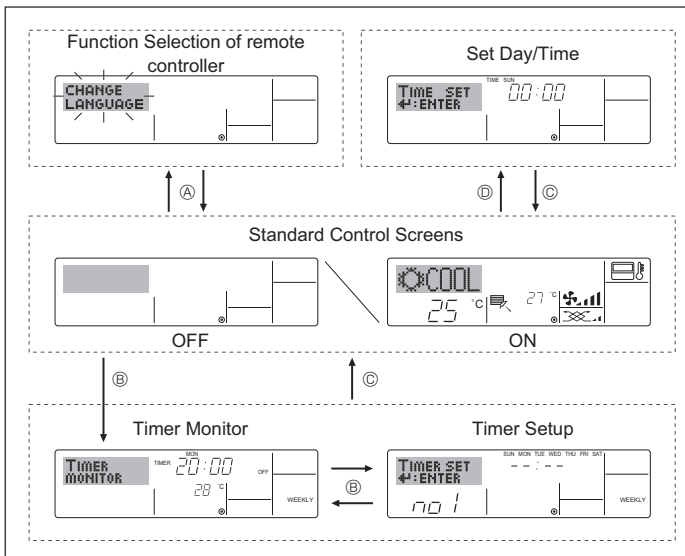 Function Selection of remote
controller
CHANGE
LANGUAGE
Set Day/Time
TIME SUN
TIME SET 00:00
↵:ENTER
Ⓐ
Ⓓ
Ⓒ
Standard Control Screens
COOL
25 °C
27 °C
OFF
ON
Ⓑ
Ⓒ
Timer Monitor
MON
TIMER TIMER 20:00 OFF
MONITOR
28 °C
WEEKLY
Ⓑ
Timer Setup
SUN MON TUE WED THU FRI SAT
TIMER SET --:--
↵:ENTER
no 1
WEEKLY